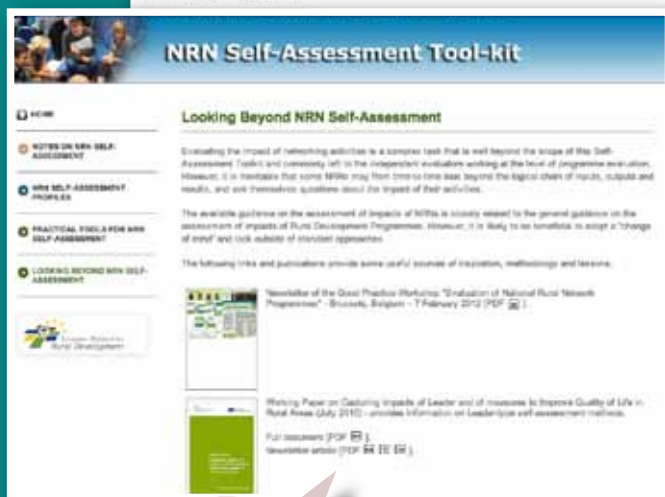 NRN Self-Assessment Tool-kit
HOME
NOTES ON NRN SELF-
ASSESSMENT
NRN SELF-ASSESSMENT
PROFILES
PRACTICAL TOOLS FOR NRN
SELF-ASSESSMENT
LOOKING BEYOND NRN SELF-
ASSESSMENT
Rural Development
Looking Beyond NRN Self-Assessment
Evaluating the impact of networking activities is a complex task that is well beyond the scope of this Self-
Assessment Toolkit and commonly left to the independent evaluators working at the level of programme evaluation.
However, it is inevitable that some NRNs may from time-to-time look beyond the logical chain of inputs, outputs and
results, and ask themselves questions about the impact of their activities.
The available guidance on the assessment of impacts of NRNs is closely related to the general guidance on the
assessment of impacts of Rural Development Programmes. However, it is likely to be beneficial to adopt a "change
of mind" and look outside of standard approaches.
The following links and publications provide some useful sources of inspiration, methodology and lessons.
Newsletter of the Good Practice Workshop "Evaluation of National Rural Network
Programmes" - Brussels, Belgium - 7 February 2012 [PDF ].
Working Paper on Capturing Impacts of Leader and of measures to Improve Quality of Life in
Rural Areas (July 2010) - provides information on Leader-type self-assessment methods.
Full document [PDF ];
Newsletter article [PDF ].